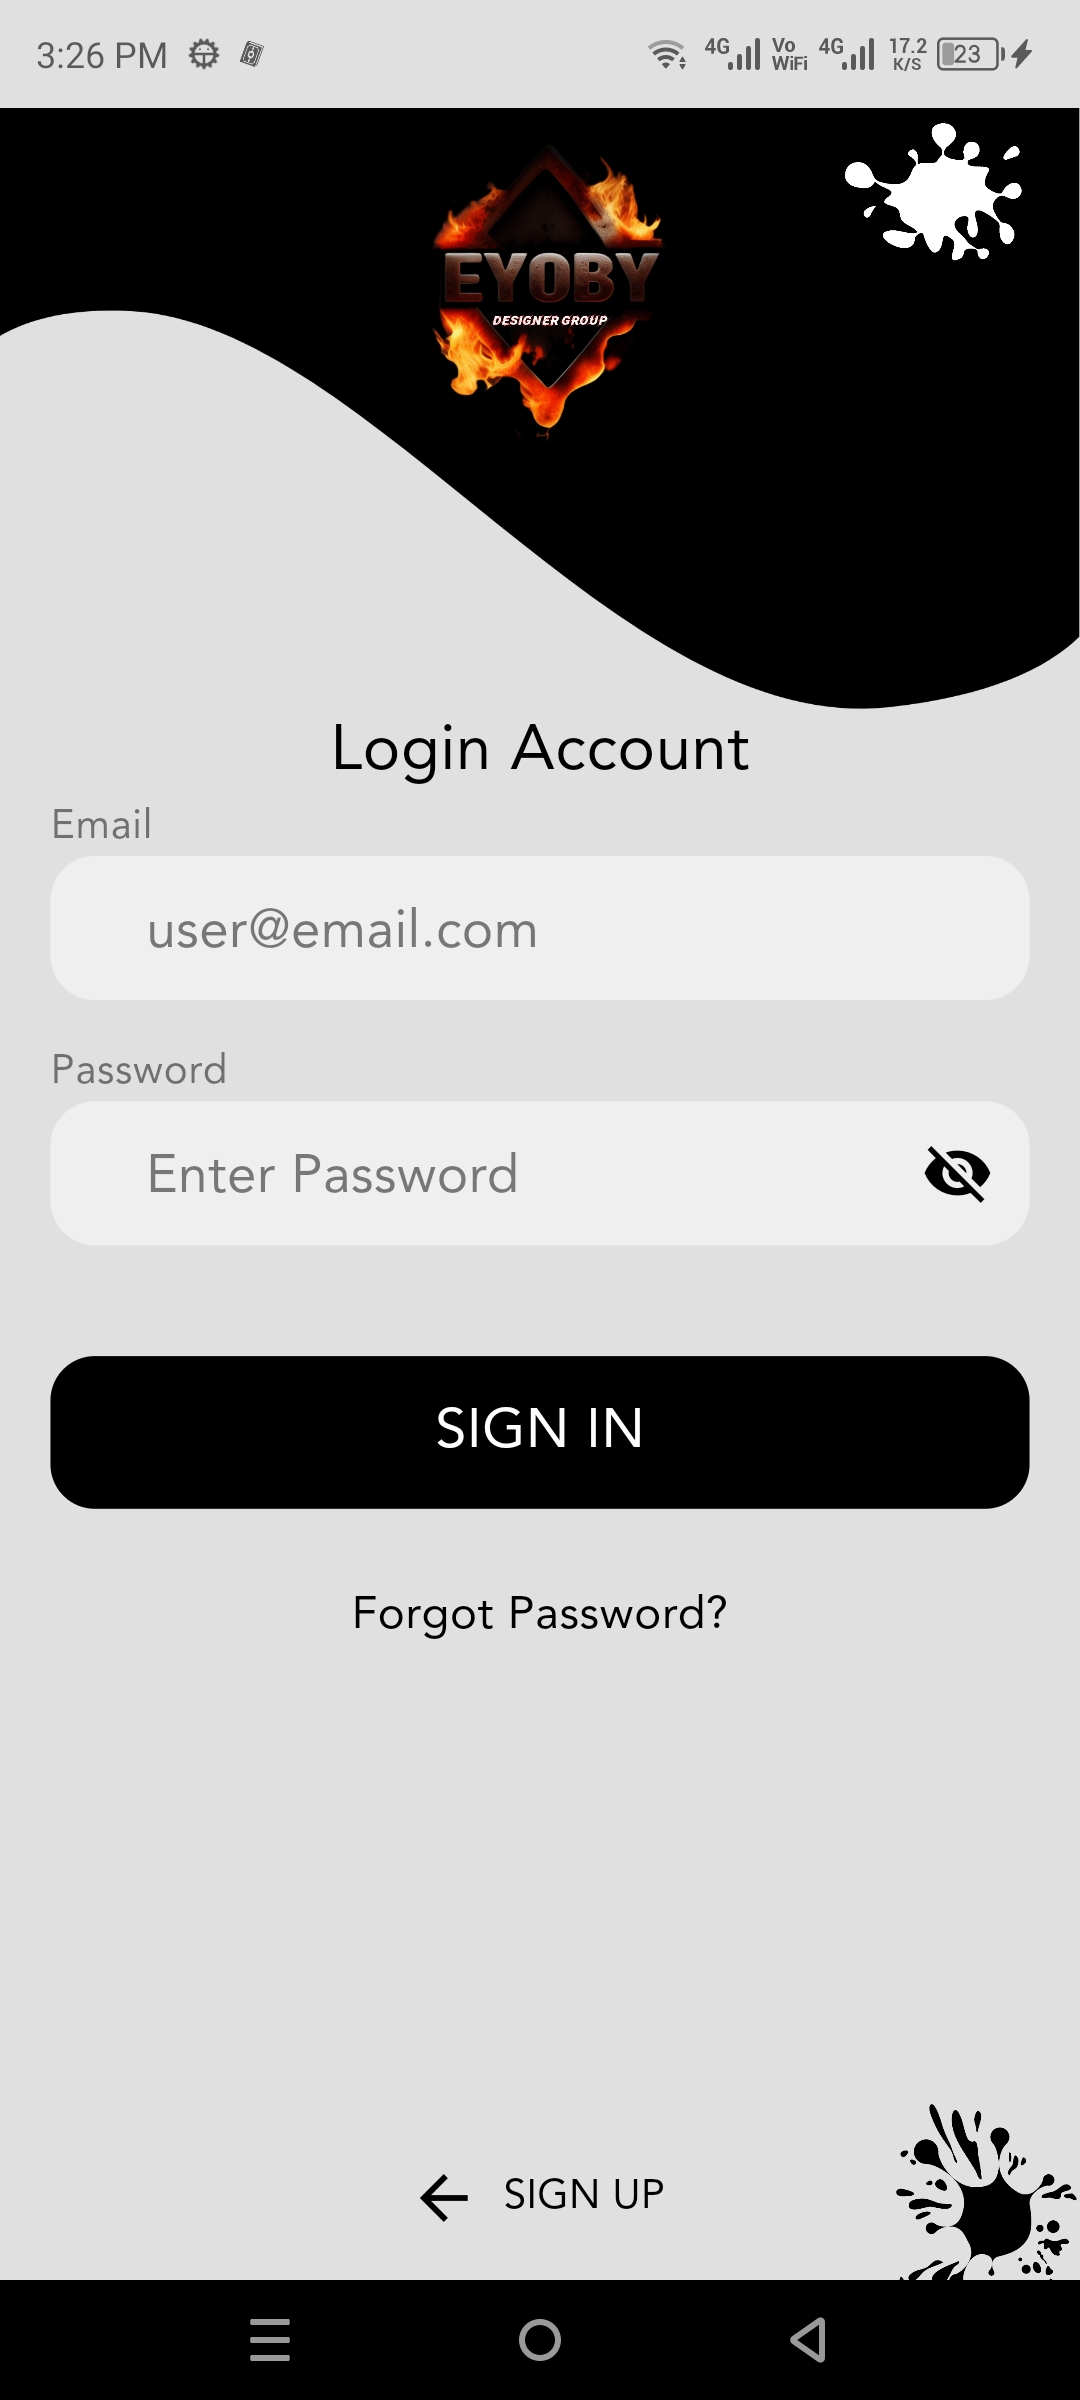 3:26 PM 4G Vo WiFi 4G 17.2 K/S 23
EYOBY
DESIGNER GROUP
Login Account
Email
user@email.com
Password
Enter Password
SIGN IN
Forgot Password?
SIGN UP